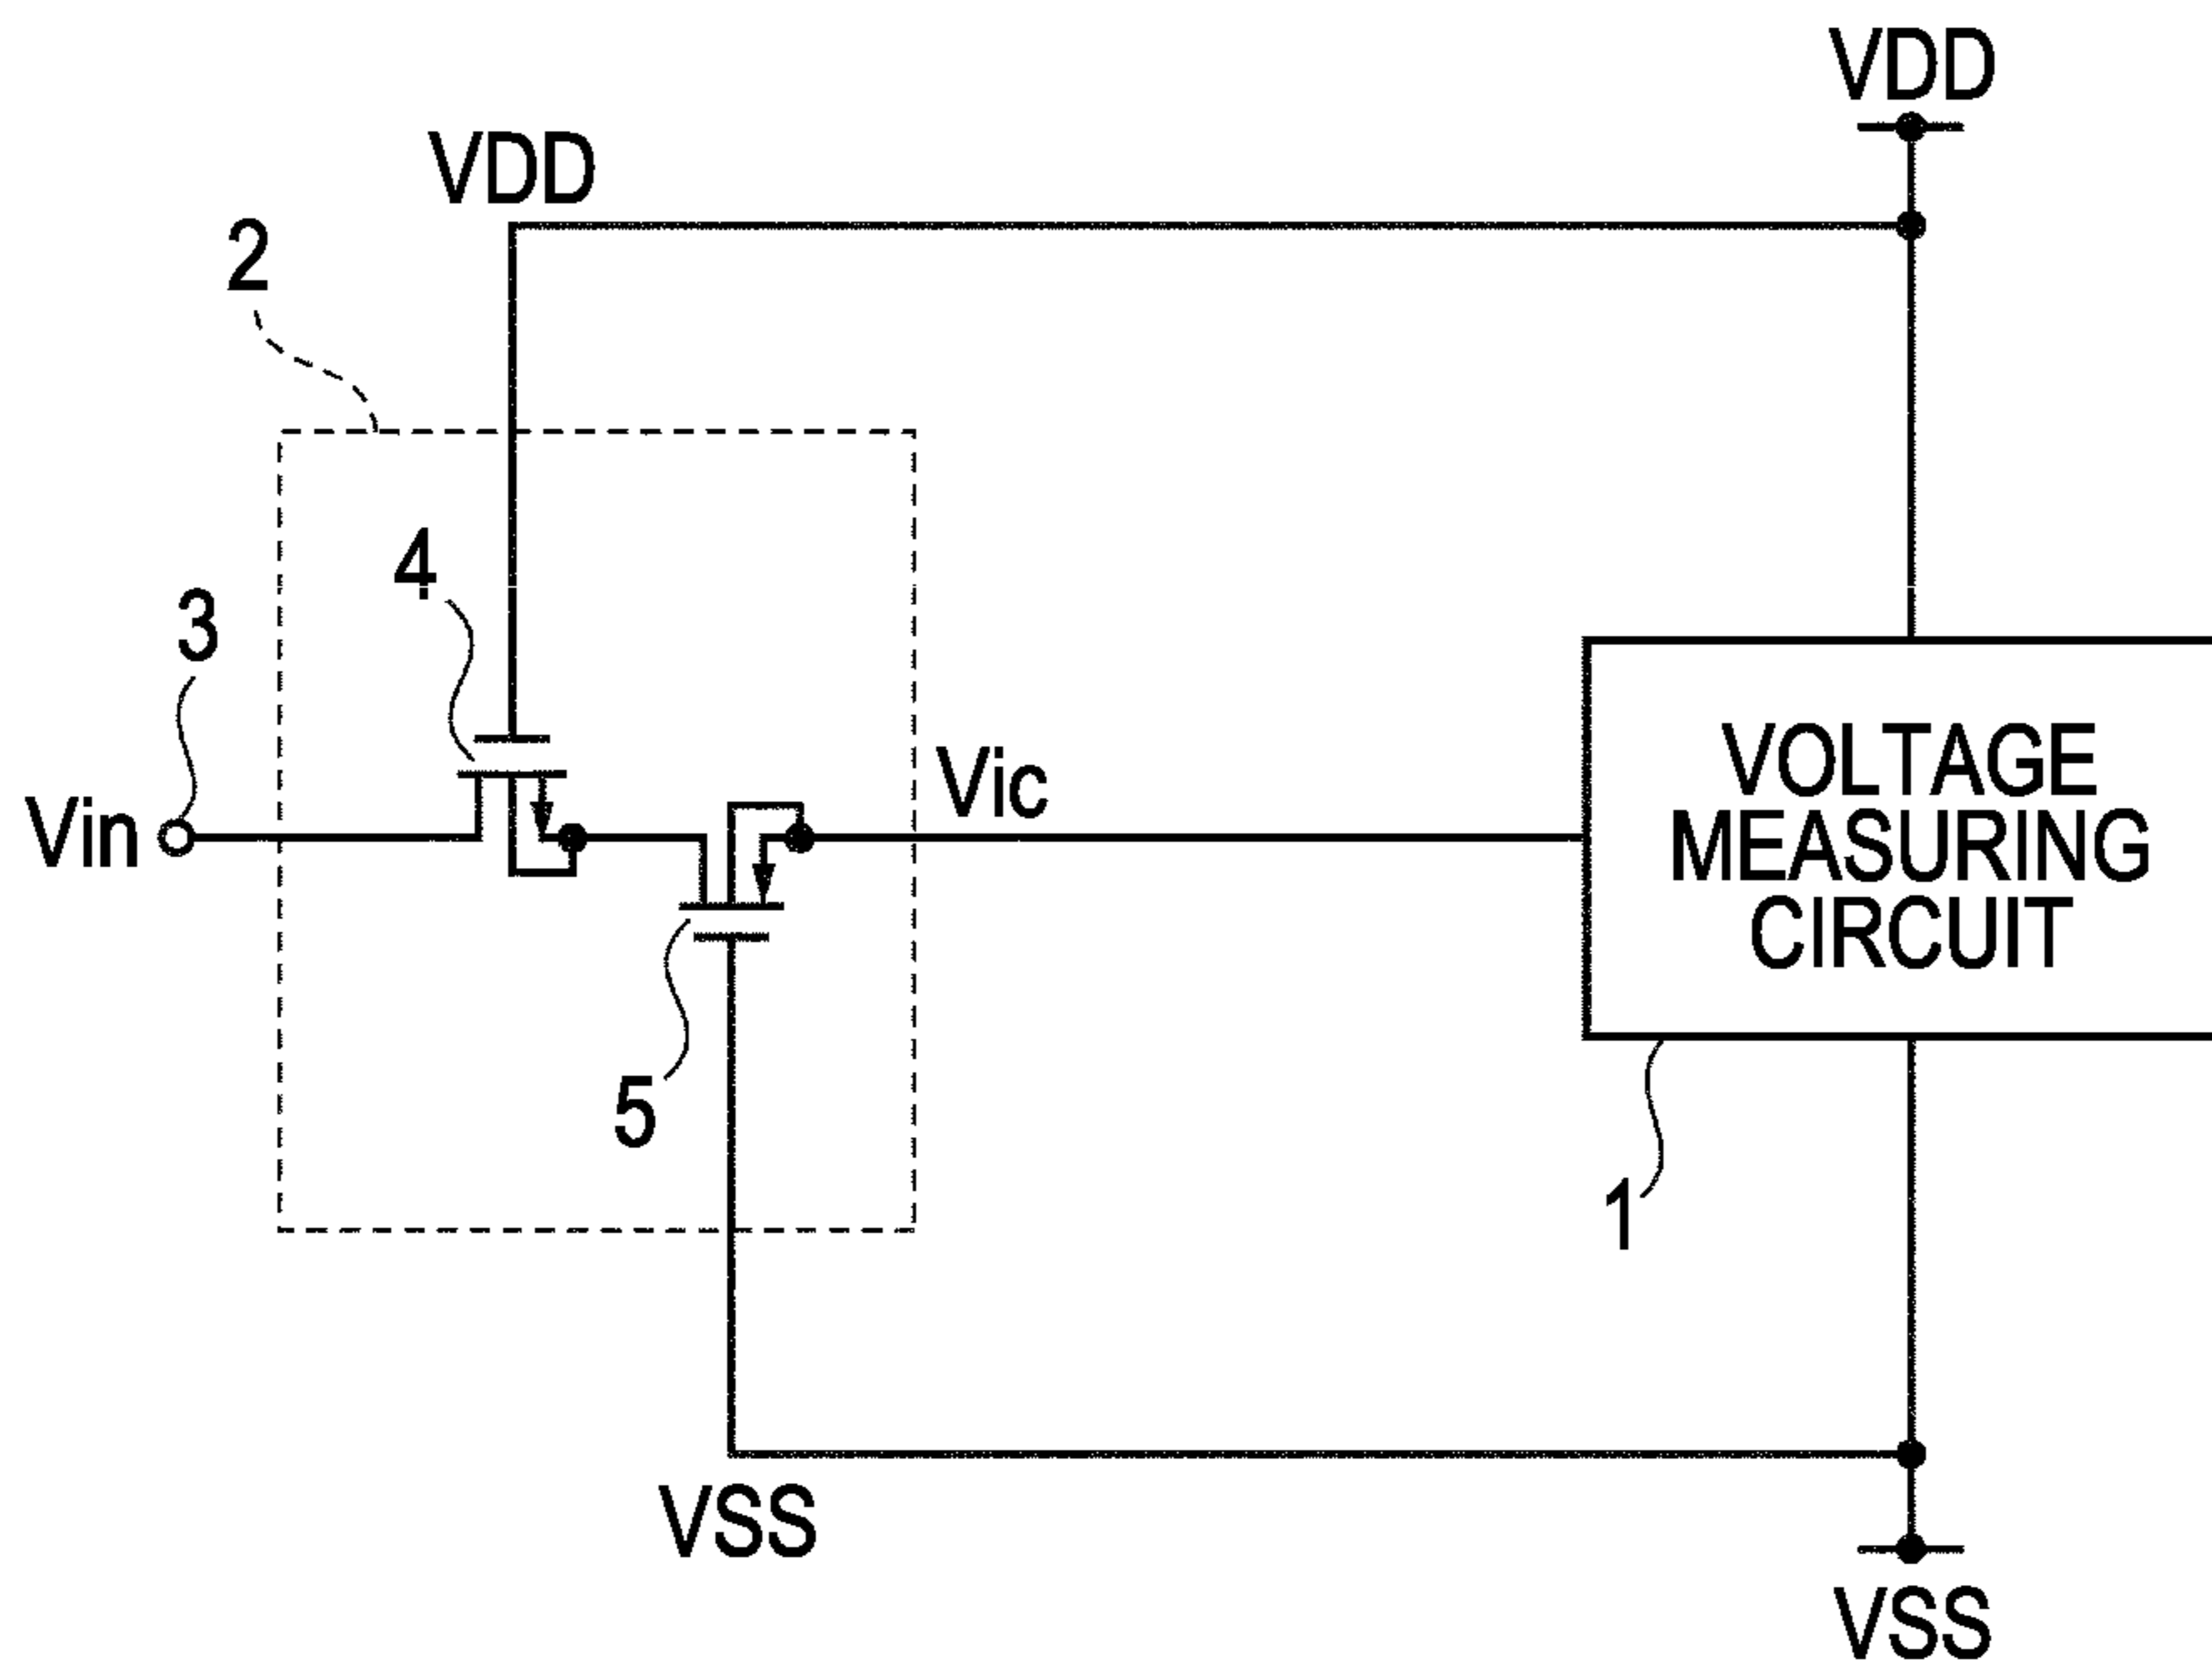 VDD
VDD
2
4
3
Vin
Vic
VOLTAGE
MEASURING
CIRCUIT
5
1
VSS
VSS